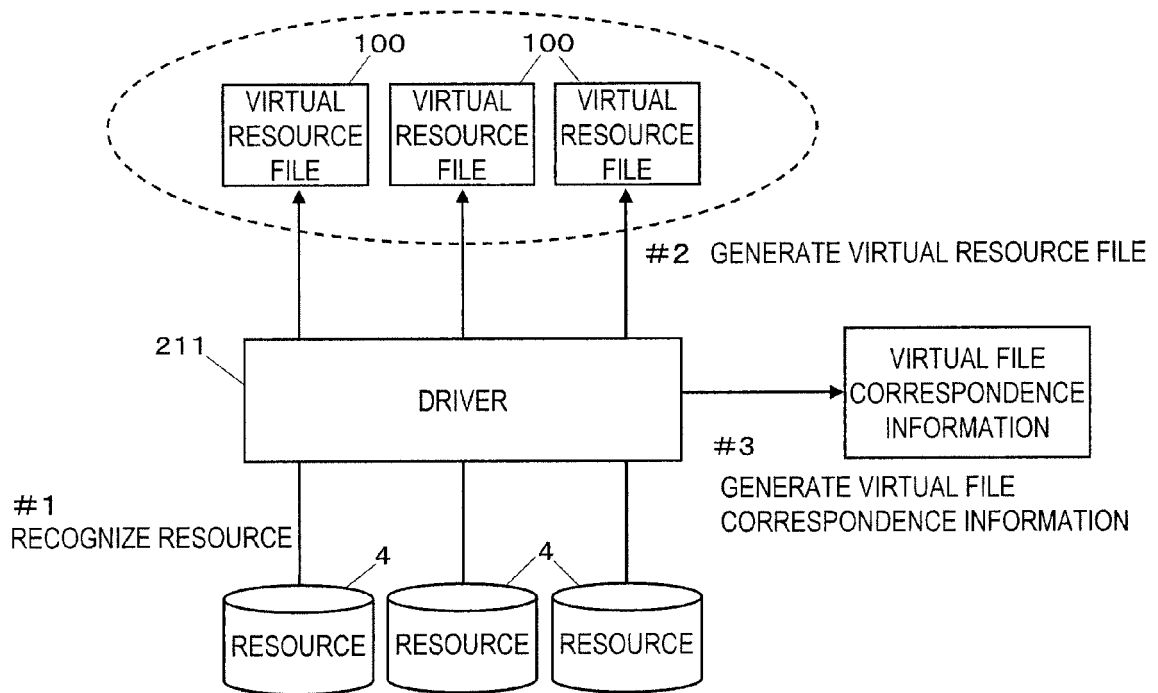 100
100
VIRTUAL
RESOURCE
FILE
VIRTUAL
RESOURCE
FILE
VIRTUAL
RESOURCE
FILE
#2 GENERATE VIRTUAL RESOURCE FILE
211
DRIVER
VIRTUAL FILE
CORRESPONDENCE
INFORMATION
#3
GENERATE VIRTUAL FILE
CORRESPONDENCE INFORMATION
#1
RECOGNIZE RESOURCE
4
4
RESOURCE
RESOURCE
RESOURCE